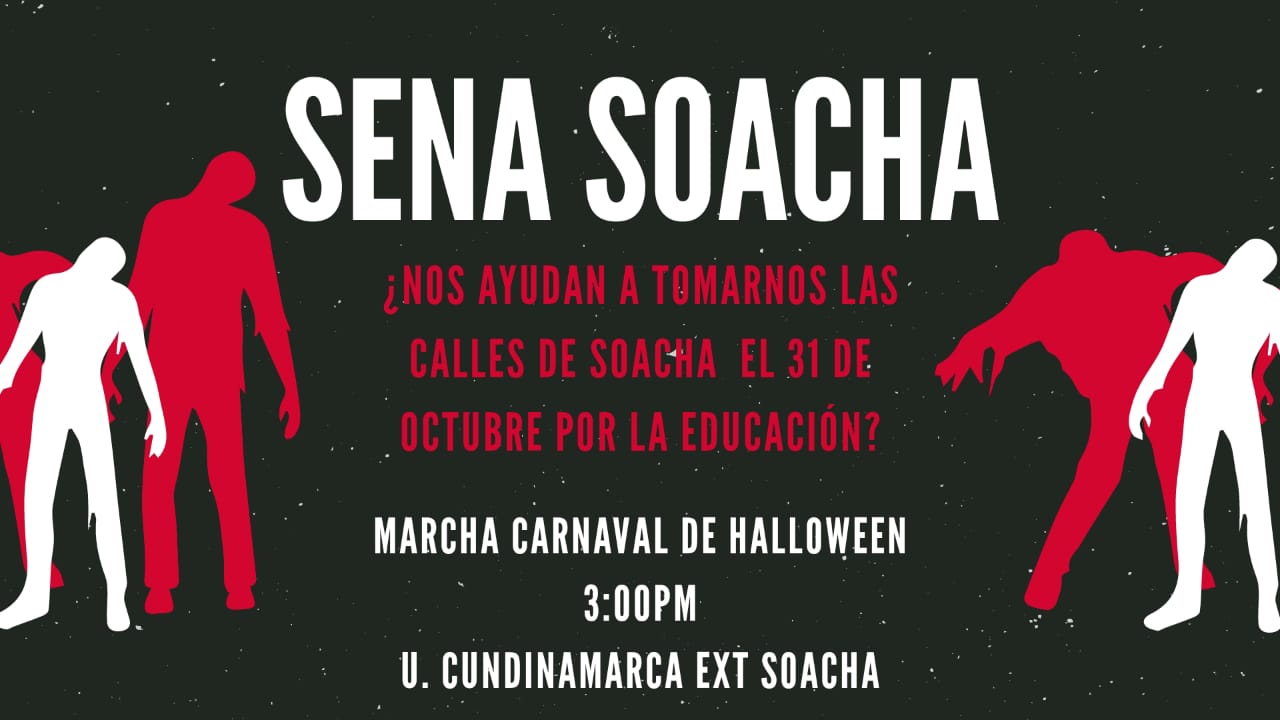 SENA SOACHA
¿NOS AYUDAN A TOMARNOS LAS
CALLES DE SOACHA EL 31 DE
OCTUBRE POR LA EDUCACIÓN?
MARCHA CARNAVAL DE HALLOWEEN
3:00PM
U. CUNDINAMARCA EXT SOACHA